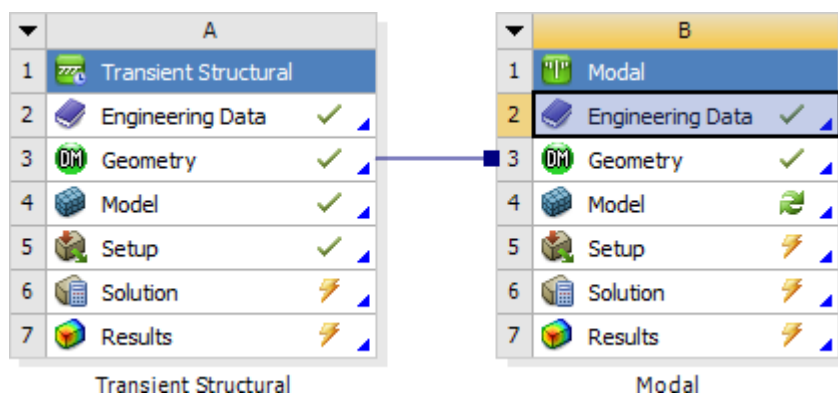 A
1 Transient Structural
2 Engineering Data
3 DM Geometry
4 Model
5 Setup
6 Solution
7 Results
Transient Structural
B
1 Modal
2 Engineering Data
3 DM Geometry
4 Model
5 Setup
6 Solution
7 Results
Modal